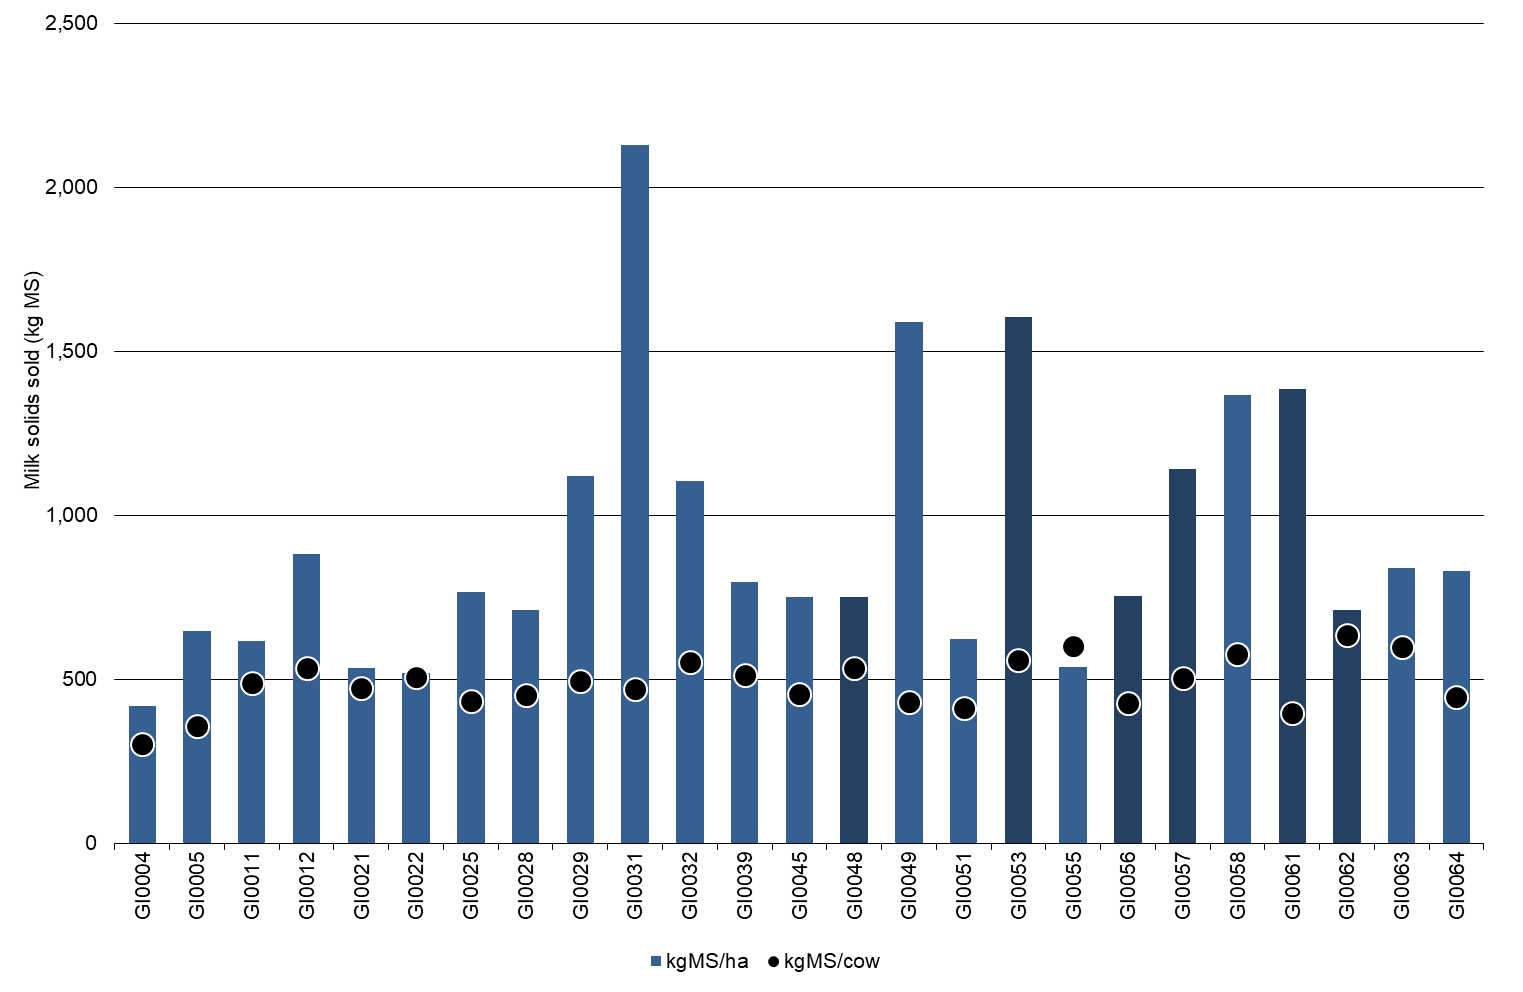 2,500
2,000
1,500
1,000
500
0
Milk solids sold (kg MS)
GI0004
GI0005
GI0011
GI0012
GI0021
GI0022
GI0025
GI0028
GI0029
GI0031
GI0032
GI0039
GI0045
GI0048
GI0049
GI0051
GI0053
GI0055
GI0056
GI0057
GI0058
GI0061
GI0062
GI0063
GI0064
kgMS/ha kgMS/cow